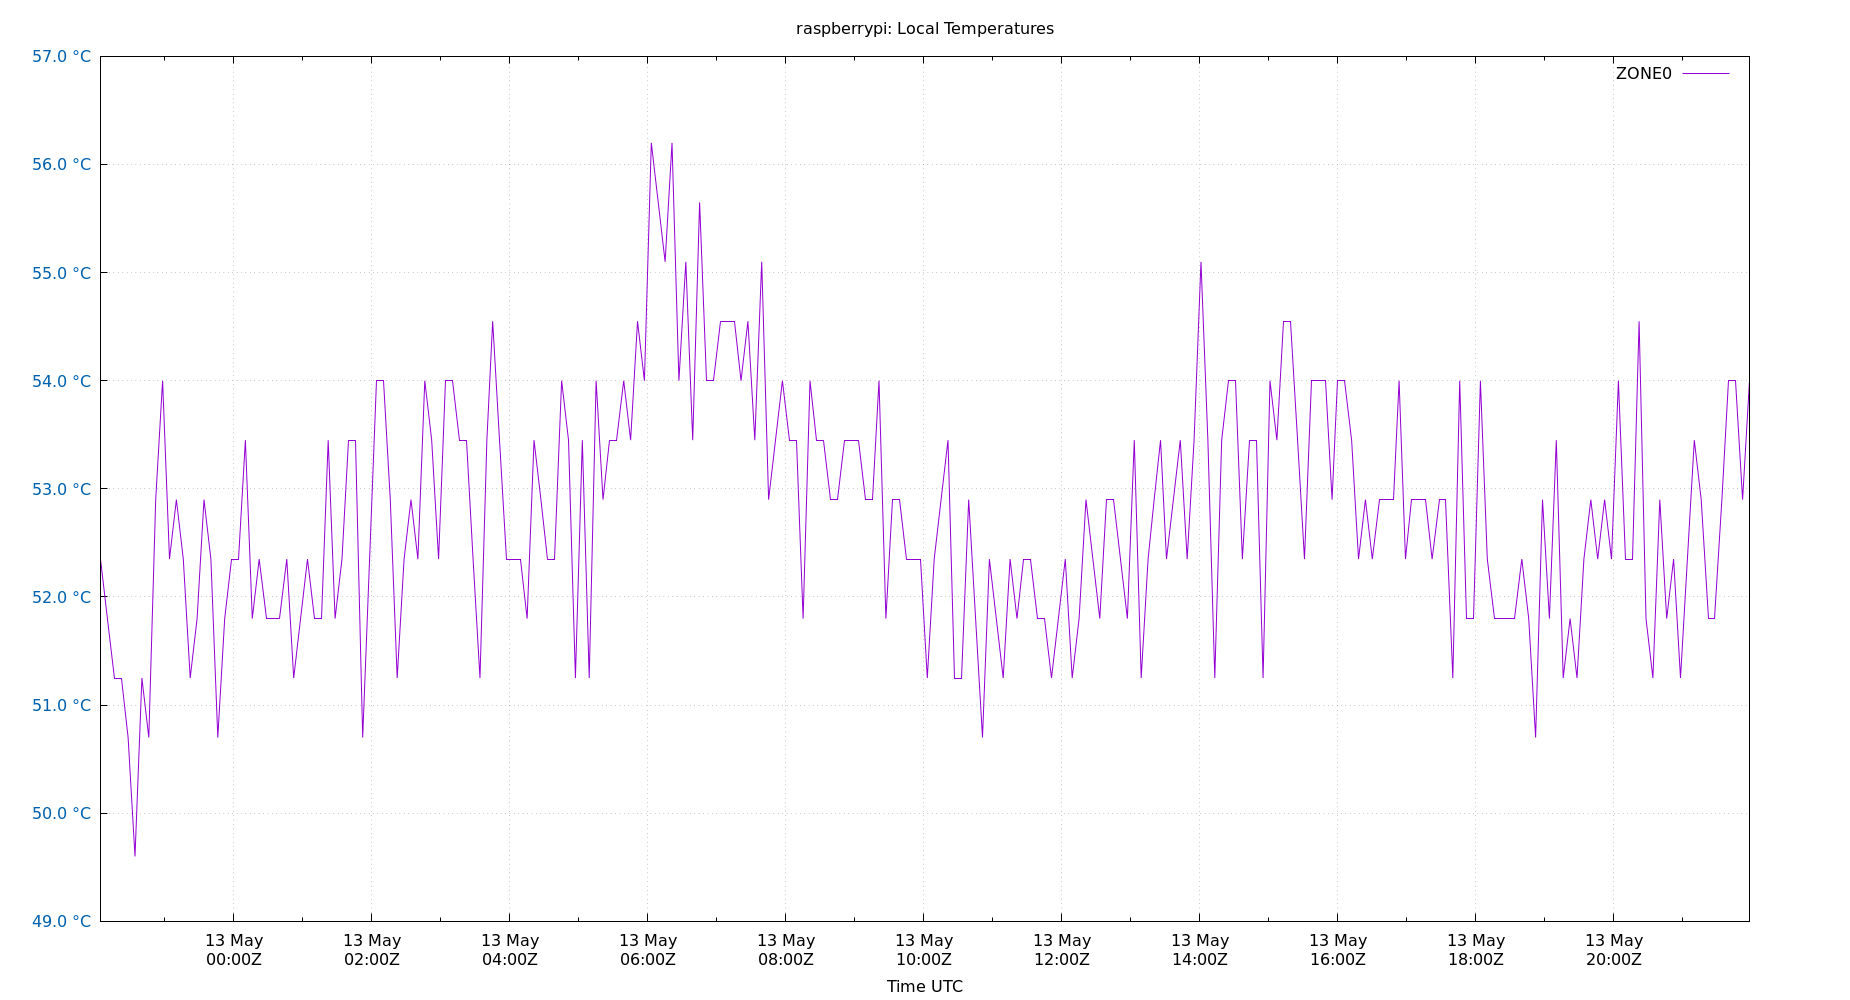 raspberrypi: Local Temperatures
57.0 °C
ZONE0
56.0 °C
55.0 °C
54.0 °C
53.0 °C
52.0 °C
51.0 °C
50.0 °C
49.0 °C
13 May 13 May 13 May 13 May 13 May 13 May 13 May 13 May 13 May 13 May 13 May
00:00Z 02:00Z 04:00Z 06:00Z 08:00Z 10:00Z 12:00Z 14:00Z 16:00Z 18:00Z 20:00Z
Time UTC